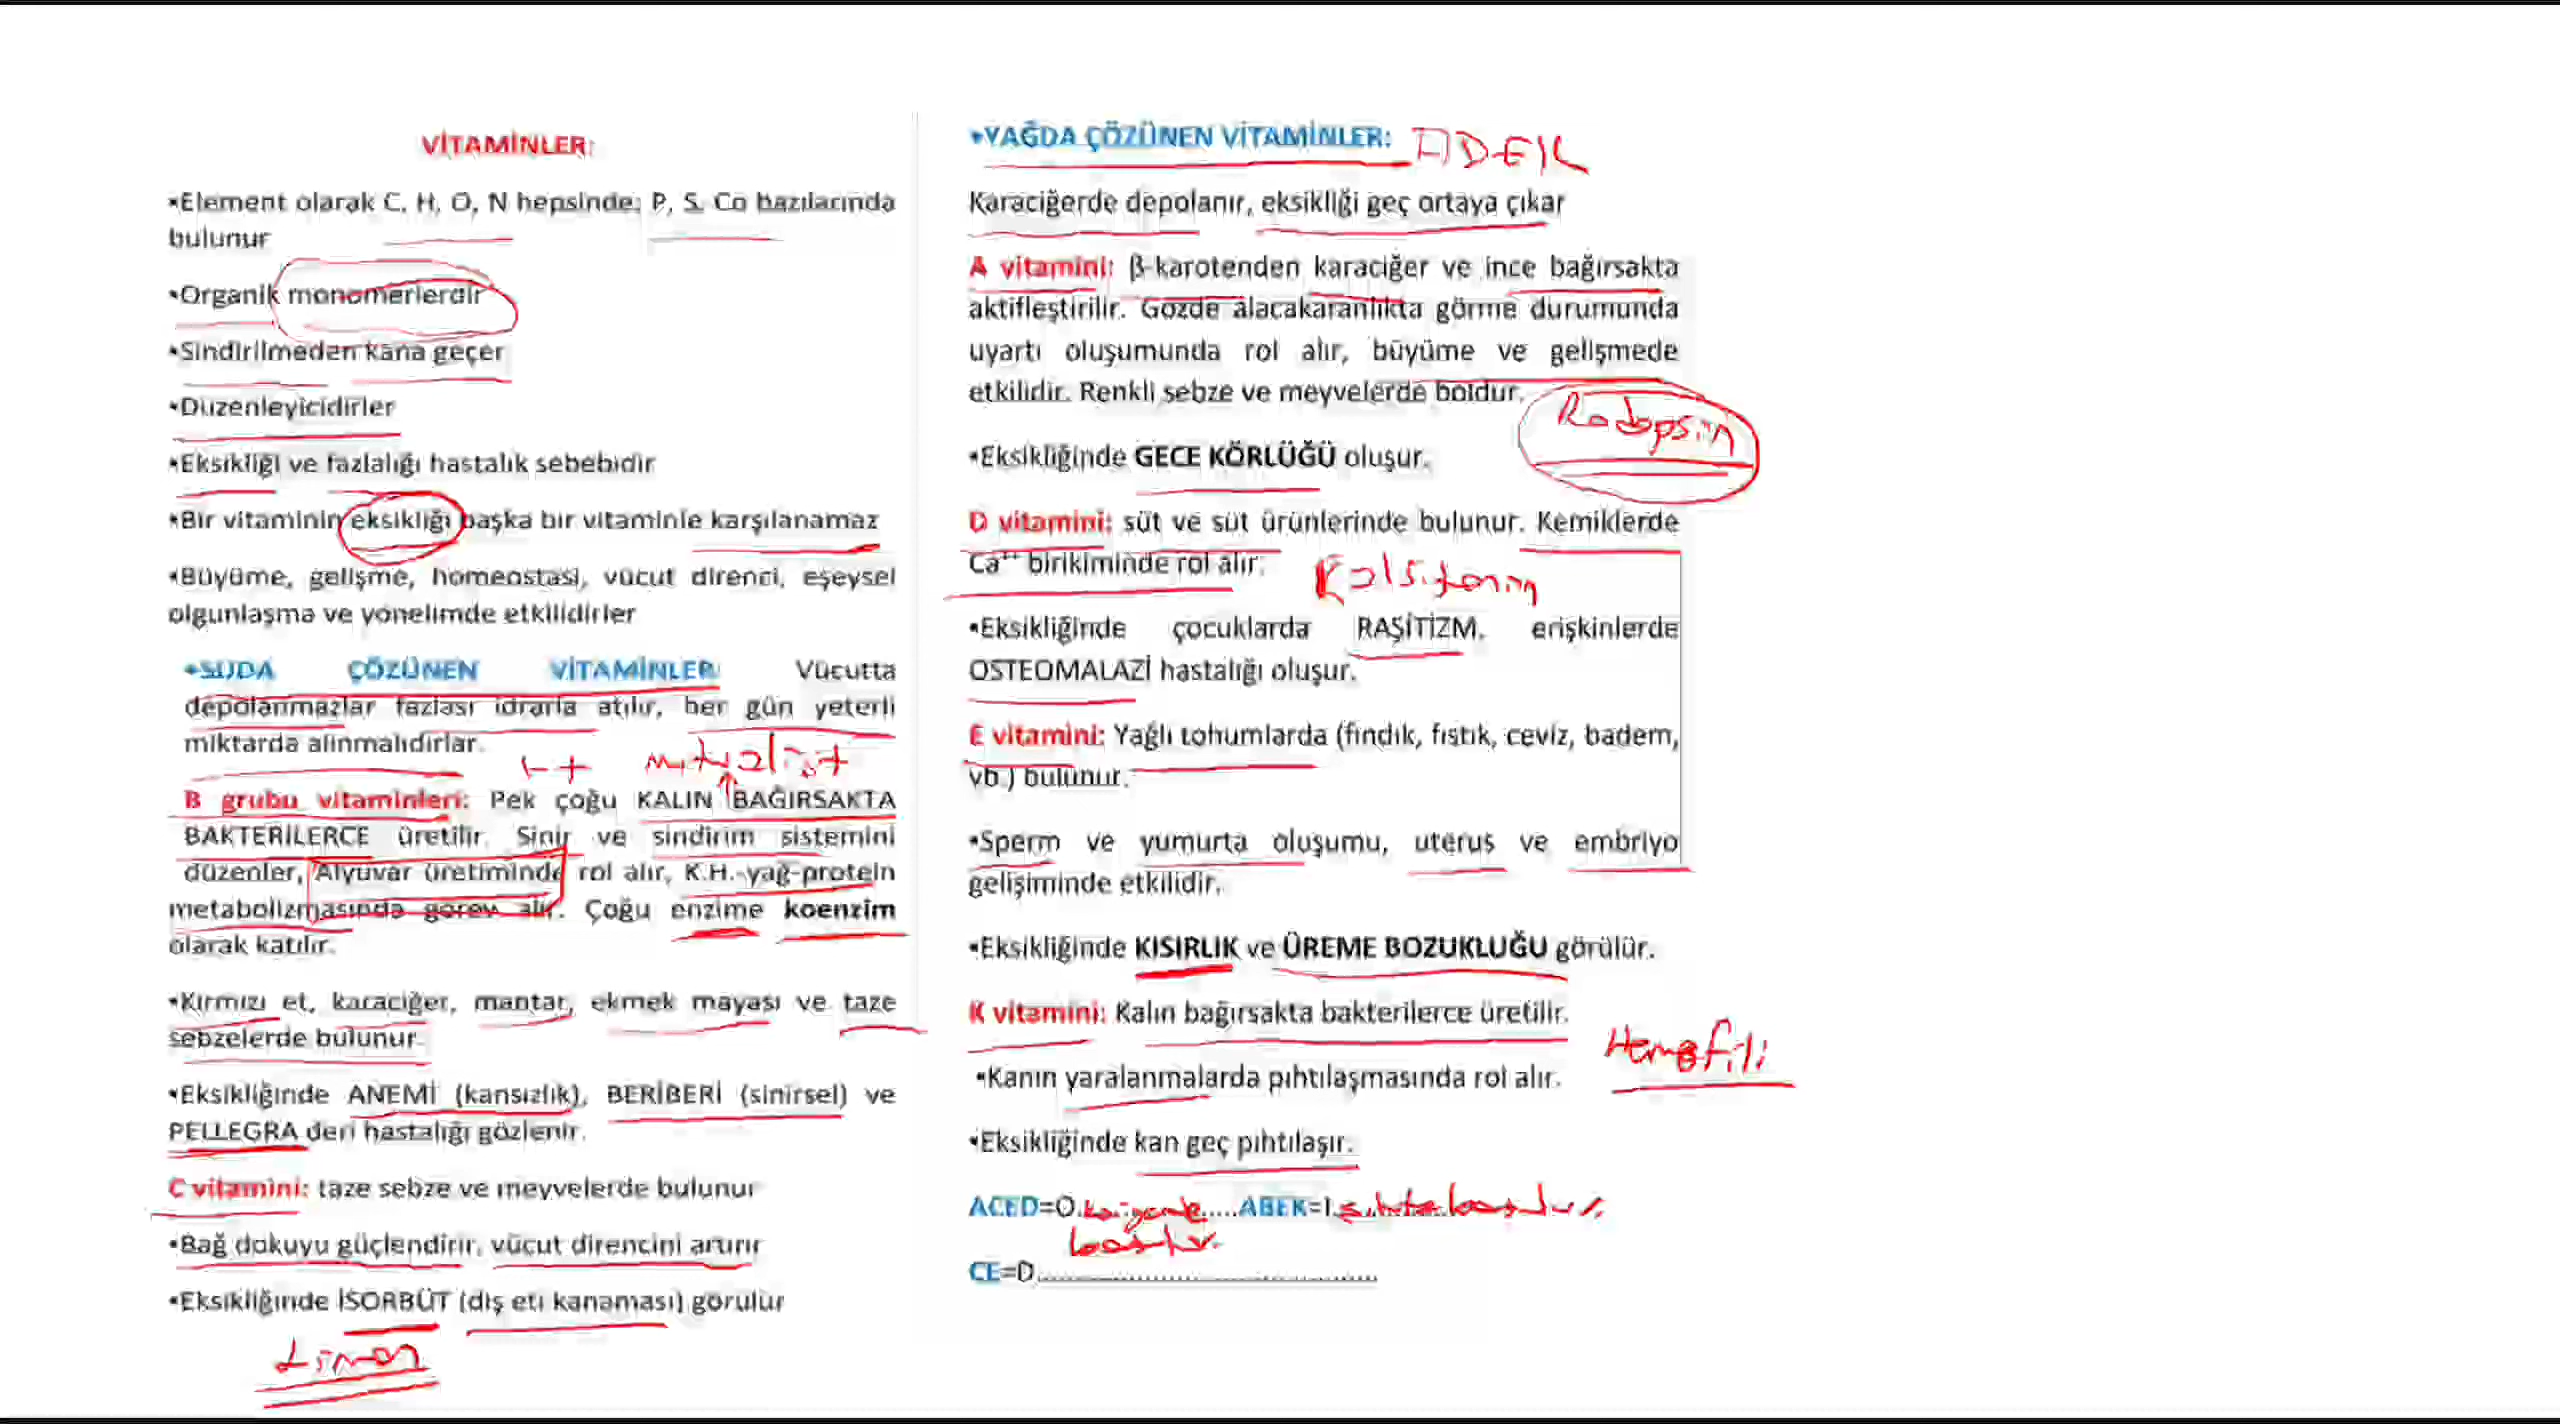 VİTAMİNLER:
•Element olarak C, H, O, N hepsinde; P, S, Co bazılarında
bulunur
•Organik monomerlerdir
•Sindirilmeden kana geçer
•Düzenleyicidirler
•Eksikliği ve fazlalığı hastalık sebebidir
•Bir vitaminin eksikliği başka bir vitaminle karşılanamaz
•Büyüme, gelişme, homeostasi, vücut direnci, eşeysel
olgunlaşma ve yönelimde etkilidirler
•SUDA ÇÖZÜNEN VİTAMİNLER: Vücutta
depolanmazlar fazlası idrarla atılır, her gün yeterli
miktarda alınmalıdırlar.
mutualist
B grubu vitaminleri: Pek çoğu KALIN BAĞIRSAKTA
BAKTERİLERCE üretilir. Sinir ve sindirim sistemini
düzenler, Alyuvar üretiminde rol alır, K.H.-yağ-protein
metabolizmasında görev alır. Çoğu enzime koenzim
olarak katılır.
•Kırmızı et, karaciğer, mantar, ekmek mayası ve taze
sebzelerde bulunur.
•Eksikliğinde ANEMİ (kansızlık), BERİBERİ (sinirsel) ve
PELLEGRA deri hastalığı gözlenir.
C vitamini: taze sebze ve meyvelerde bulunur
•Bağ dokuyu güçlendirir, vücut direncini artırır
•Eksikliğinde İSORBÜT (diş eti kanaması) görülür
Limon
•YAĞDA ÇÖZÜNEN VİTAMİNLER: ADEK
Karaciğerde depolanır, eksikliği geç ortaya çıkar
A vitamini: β-karotenden karaciğer ve ince bağırsakta
aktifleştirilir. Gözde alacakaranlıkta görme durumunda
uyartı oluşumunda rol alır, büyüme ve gelişmede
etkilidir. Renkli sebze ve meyvelerde boldur.
Rodopsin
•Eksikliğinde GECE KÖRLÜĞÜ oluşur.
D vitamini: süt ve süt ürünlerinde bulunur. Kemiklerde
Ca⁺⁺ birikiminde rol alır.
Kalsitonin
•Eksikliğinde çocuklarda RAŞİTİZM, erişkinlerde
OSTEOMALAZİ hastalığı oluşur.
E vitamini: Yağlı tohumlarda (fındık, fıstık, ceviz, badem,
vb.) bulunur.
•Sperm ve yumurta oluşumu, uterus ve embriyo
gelişiminde etkilidir.
•Eksikliğinde KISIRLIK ve ÜREME BOZUKLUĞU görülür.
K vitamini: Kalın bağırsakta bakterilerce üretilir.
Hemofili
•Kanın yaralanmalarda pıhtılaşmasında rol alır.
•Eksikliğinde kan geç pıhtılaşır.
ACED=O.....ABEK=I
CE=D